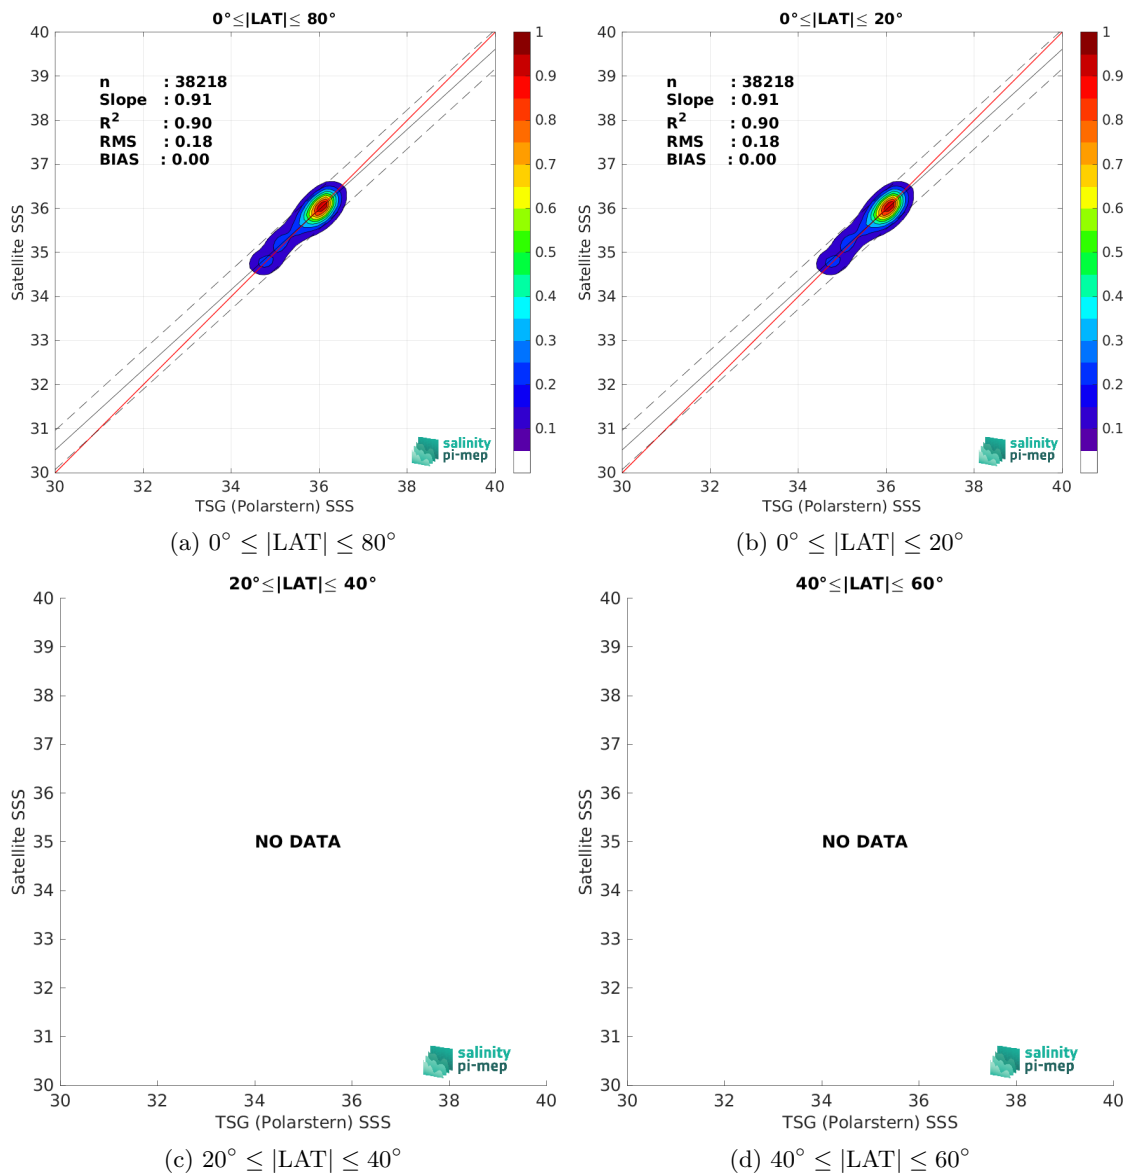 0°≤|LAT|≤ 80°
40
39
38
37
36
35
34
33
32
31
30
Satellite SSS
n : 38218
Slope : 0.91
R2 : 0.90
RMS : 0.18
BIAS : 0.00
1
0.9
0.8
0.7
0.6
0.5
0.4
0.3
0.2
0.1
salinity
pi-mep
30 32 34 36 38 40
TSG (Polarstern) SSS
(a) 0° ≤ |LAT| ≤ 80°
0°≤|LAT|≤ 20°
40
39
38
37
36
35
34
33
32
31
30
Satellite SSS
n : 38218
Slope : 0.91
R2 : 0.90
RMS : 0.18
BIAS : 0.00
1
0.9
0.8
0.7
0.6
0.5
0.4
0.3
0.2
0.1
salinity
pi-mep
30 32 34 36 38 40
TSG (Polarstern) SSS
(b) 0° ≤ |LAT| ≤ 20°
20°≤|LAT|≤ 40°
40
39
38
37
36
35
34
33
32
31
30
Satellite SSS
NO DATA
salinity
pi-mep
30 32 34 36 38 40
TSG (Polarstern) SSS
(c) 20° ≤ |LAT| ≤ 40°
40°≤|LAT|≤ 60°
40
39
38
37
36
35
34
33
32
31
30
Satellite SSS
NO DATA
salinity
pi-mep
30 32 34 36 38 40
TSG (Polarstern) SSS
(d) 40° ≤ |LAT| ≤ 60°